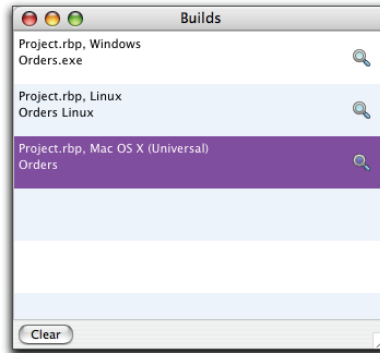 Builds
Project.rbp, Windows
Orders.exe
Project.rbp, Linux
Orders Linux
Project.rbp, Mac OS X (Universal)
Orders
Clear